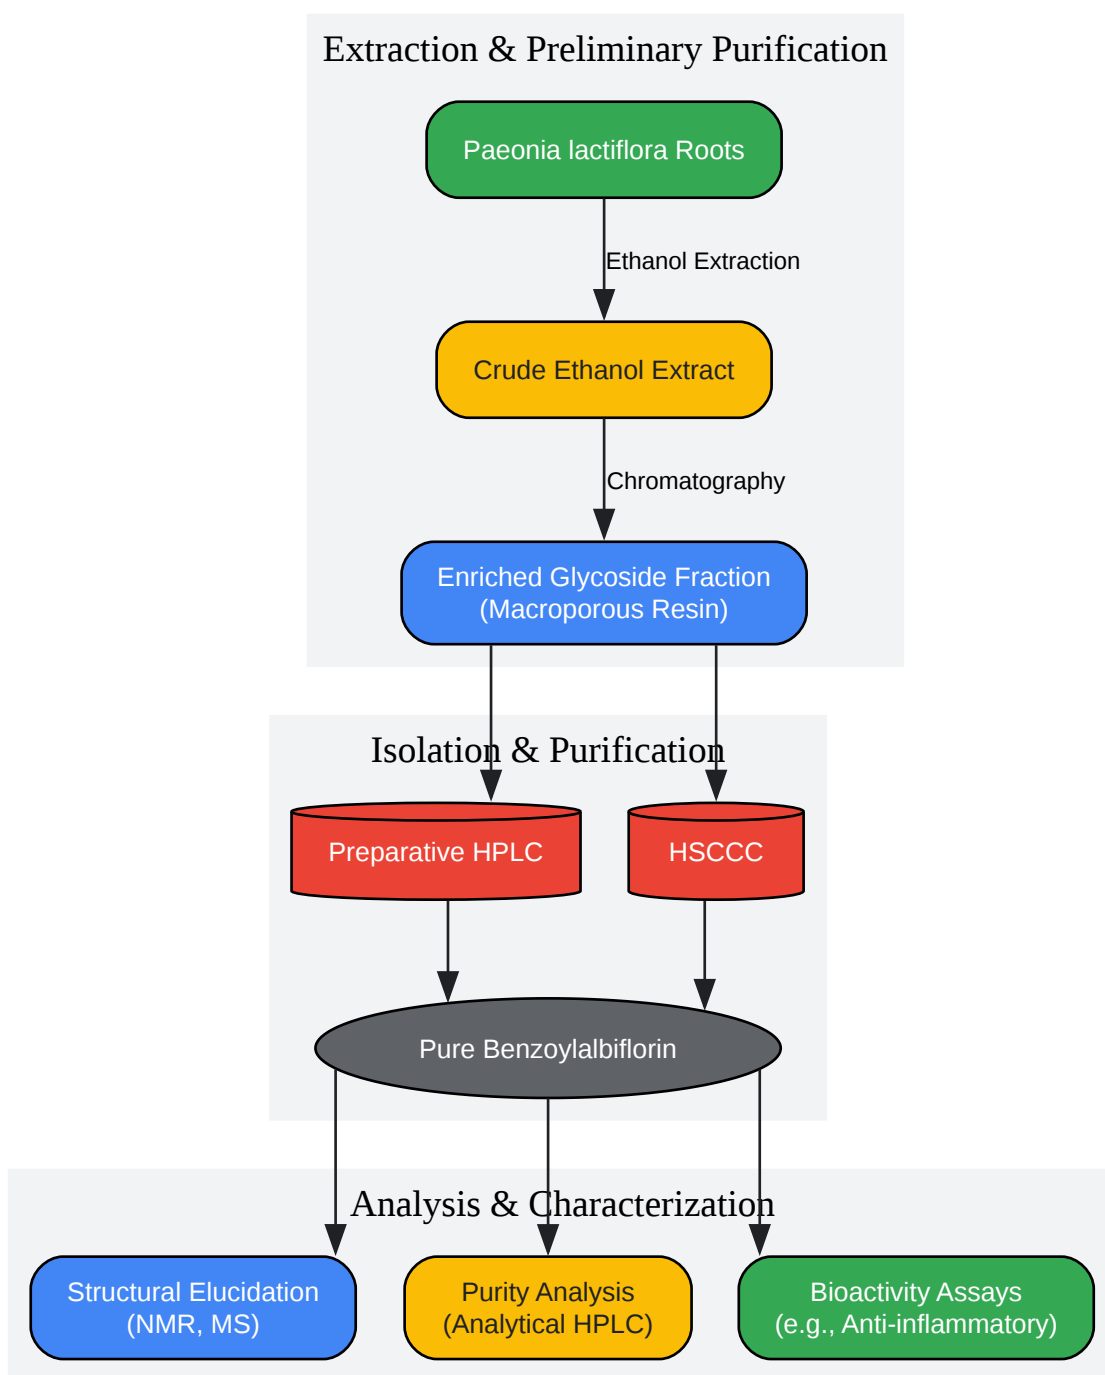 Extraction & Preliminary Purification
Paeonia lactiflora Roots
Ethanol Extraction
Crude Ethanol Extract
Chromatography
Enriched Glycoside Fraction
(Macroporous Resin)
Isolation & Purification
Preparative HPLC
HSCCC
Pure Benzoylalbiflorin
Analysis & Characterization
Structural Elucidation
(NMR, MS)
Purity Analysis
(Analytical HPLC)
Bioactivity Assays
(e.g., Anti-inflammatory)